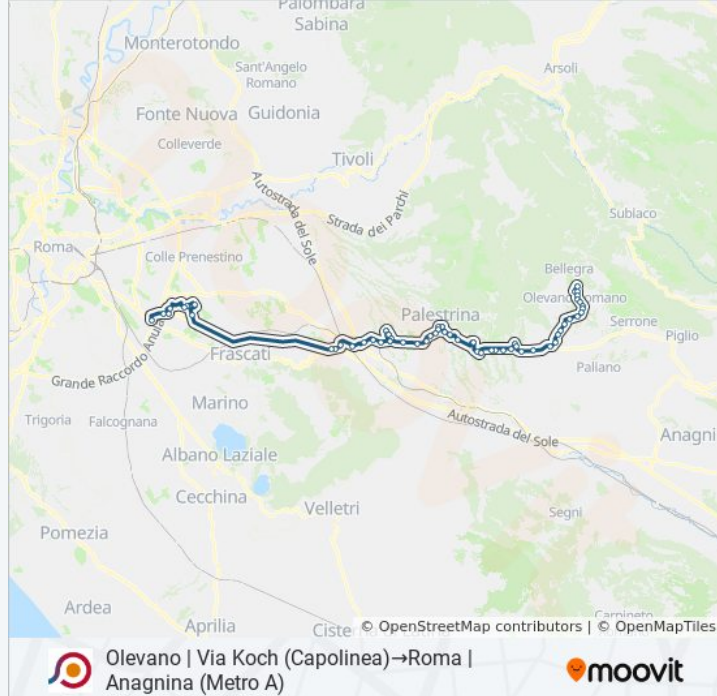 Palombara
Sabina
Monterotondo
Sant'Angelo
Romano
Arsoli
Fonte Nuova
Guidonia
Colleverde
Tivoli
Autostrada del Sole
Strada dei Parchi
Subiaco
Roma
Colle Prenestino
Bellegra
Palestrina
Olevano Romano
Serrone
Piglio
Frascati
Grande Raccordo Anula
Paliano
Marino
Trigoria
Falcognana
Autostrada del Sole
Anagni
Albano Laziale
Cecchina
Velletri
Segni
Pomezia
Ardea
Carpineto
Aprilia
© OpenStreetMap contributors | © OpenMapTiles
Olevano | Via Koch (Capolinea)→Roma |
Anagnina (Metro A)
moovit